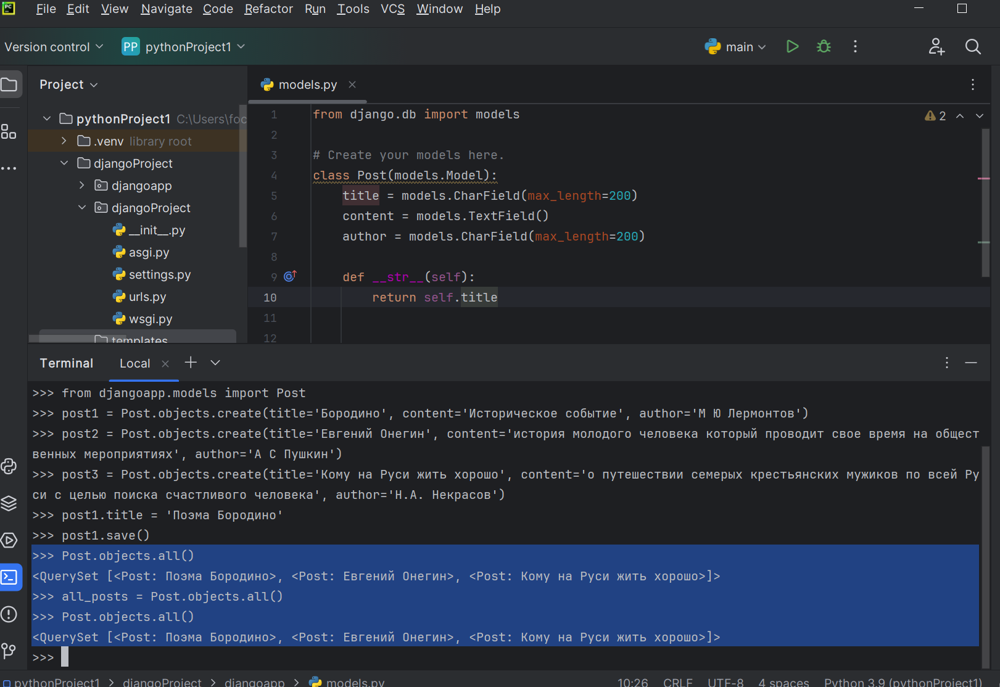 File Edit View Navigate Code Refactor Run Tools VCS Window Help
Version control PP pythonProject1 main
Project
models.py
pythonProject1 C:\Users\foc
.venv library root
djangoProject
djangoapp
djangoProject
__init__.py
asgi.py
settings.py
urls.py
wsgi.py
templates
2
1 from django.db import models
2
3 # Create your models here.
4 class Post(models.Model):
5 title = models.CharField(max_length=200)
6 content = models.TextField()
7 author = models.CharField(max_length=200)
8
9 def __str__(self):
10 return self.title
11
12
Terminal Local
>>> from djangoapp.models import Post
>>> post1 = Post.objects.create(title='Бородино', content='Историческое событие', author='М Ю Лермонтов')
>>> post2 = Post.objects.create(title='Евгений Онегин', content='история молодого человека который проводит свое время на общест
венных мероприятиях', author='А С Пушкин')
>>> post3 = Post.objects.create(title='Кому на Руси жить хорошо', content='о путешествии семерых крестьянских мужиков по всей Ру
си с целью поиска счастливого человека', author='Н.А. Некрасов')
>>> post1.title = 'Поэма Бородино'
>>> post1.save()
>>> Post.objects.all()
<QuerySet [<Post: Поэма Бородино>, <Post: Евгений Онегин>, <Post: Кому на Руси жить хорошо>]>
>>> all_posts = Post.objects.all()
>>> Post.objects.all()
<QuerySet [<Post: Поэма Бородино>, <Post: Евгений Онегин>, <Post: Кому на Руси жить хорошо>]>
>>>
pythonProject1 > djangoProject > djangoapp > models.py 10:26 CRLF UTF-8 4 spaces Python 3.9 (pythonProject1)